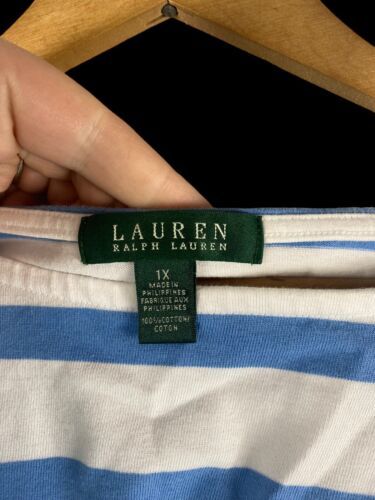 LAUREN
RALPH LAUREN
1X
MADE IN
PHILIPPINES
FABRIQUE AUX
PHILIPPINES
100% COTTON/
COTON